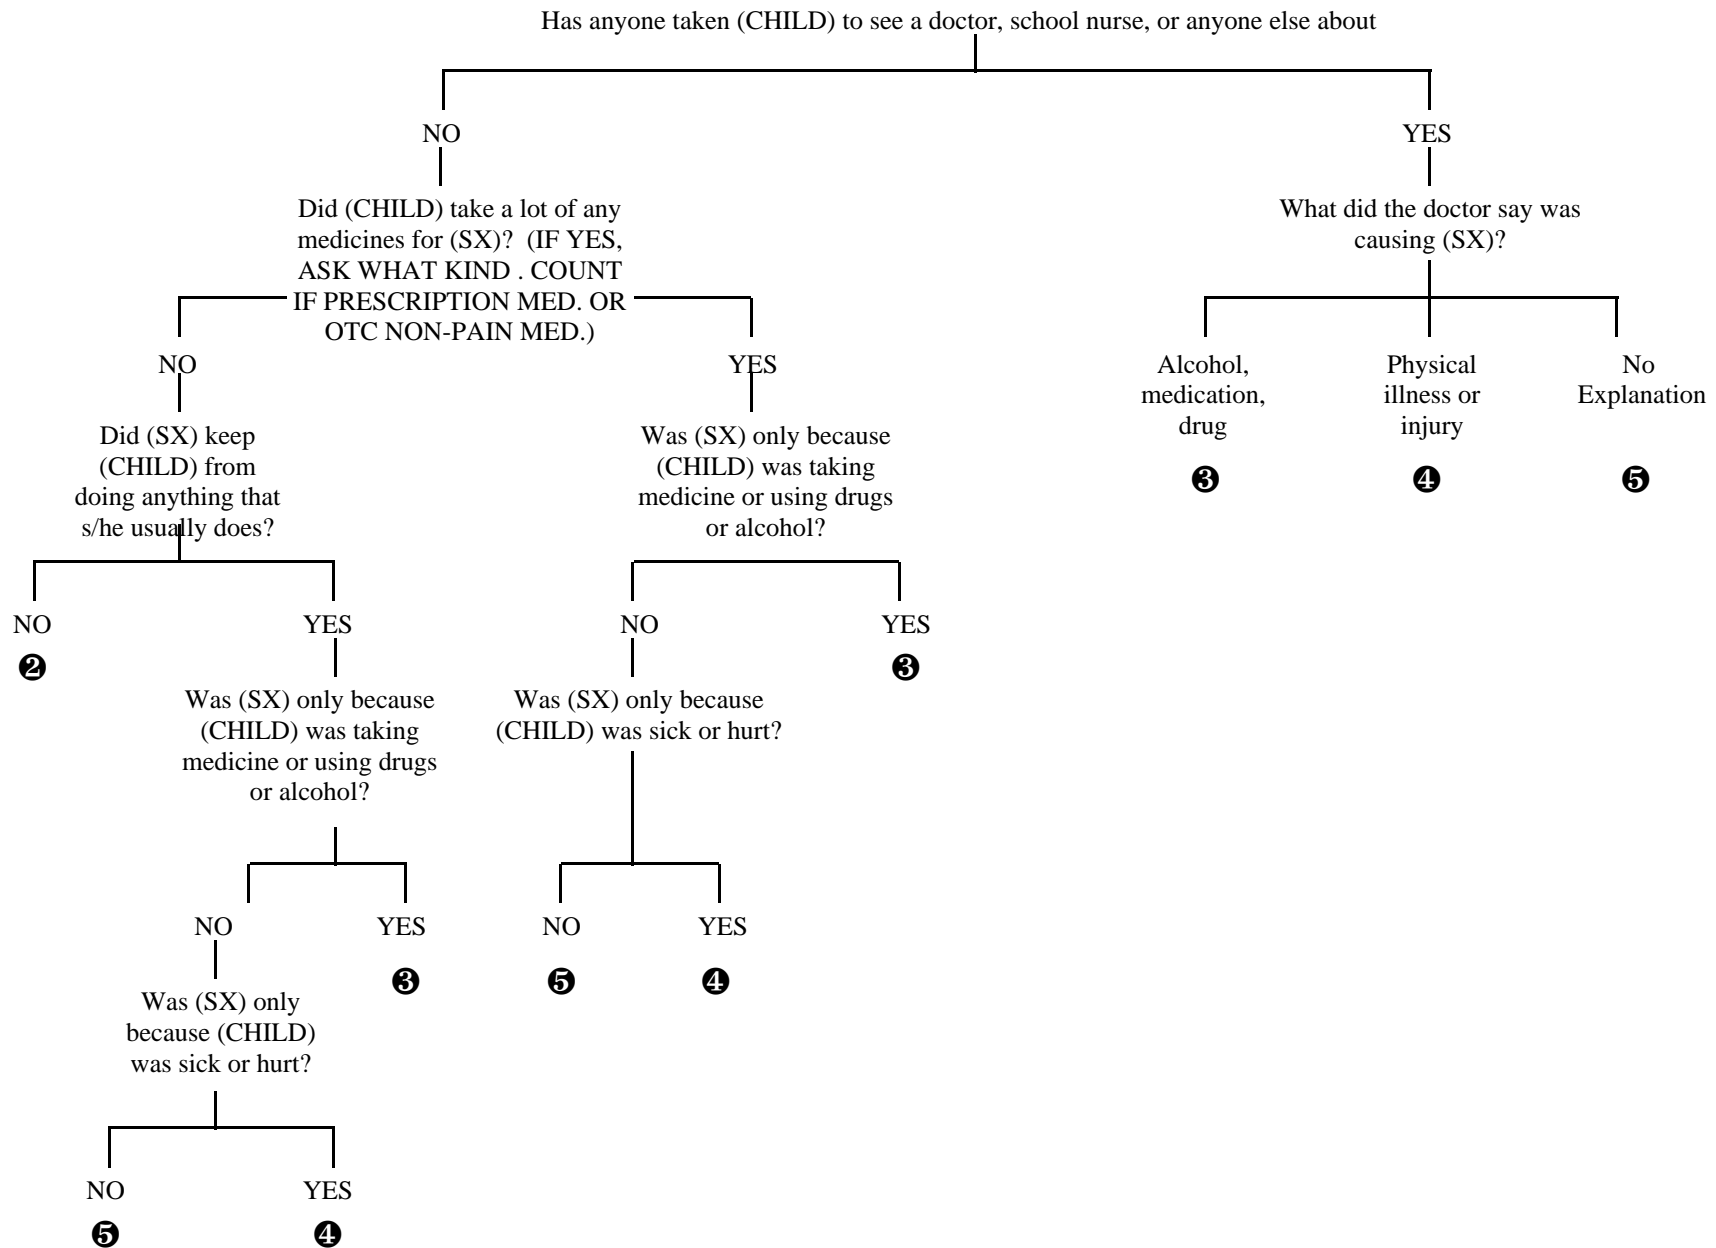 Has anyone taken (CHILD) to see a doctor, school nurse, or anyone else about
NO
YES
Did (CHILD) take a lot of any
medicines for (SX)?  (IF YES,
ASK WHAT KIND . COUNT
IF PRESCRIPTION MED. OR
OTC NON-PAIN MED.)
What did the doctor say was
causing (SX)?
NO
YES
Alcohol,
medication,
drug
❸
Physical
illness or
injury
❹
No
Explanation
❺
Did (SX) keep
(CHILD) from
doing anything that
s/he usually does?
Was (SX) only because
(CHILD) was taking
medicine or using drugs
or alcohol?
NO
❷
YES
NO
YES
❸
Was (SX) only because
(CHILD) was taking
medicine or using drugs
or alcohol?
Was (SX) only because
(CHILD) was sick or hurt?
NO
YES
❸
NO
❺
YES
❹
Was (SX) only
because (CHILD)
was sick or hurt?
NO
❺
YES
❹